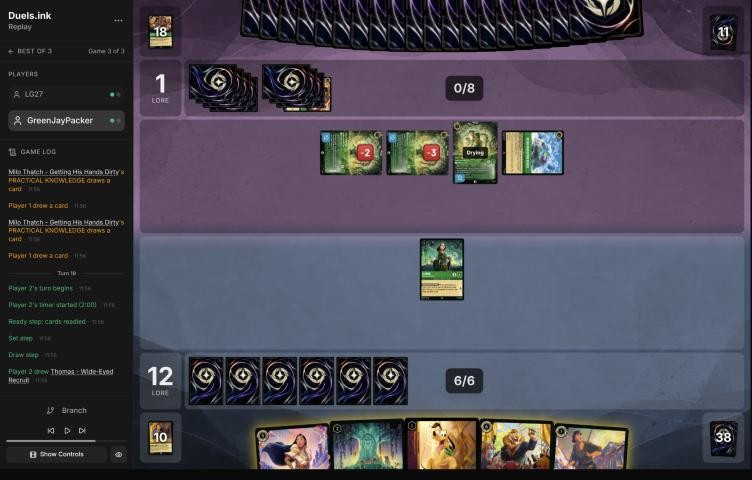 Duels.ink
Replay
BEST OF 3
Game 3 of 3
PLAYERS
LG27
GreenJayPacker
GAME LOG
Milo Thatch - Getting His Hands Dirty's
PRACTICAL KNOWLEDGE draws a
card · 11:56
Player 1 drew a card · 11:56
Milo Thatch - Getting His Hands Dirty's
PRACTICAL KNOWLEDGE draws a
card · 11:56
Player 1 drew a card · 11:56
Player 2's turn begins · 11:56
Player 2's timer started (2:00) · 11:56
Ready step: cards readied · 11:56
Set step · 11:56
Draw step · 11:56
Player 2 drew Thomas - Wide-Eyed
Recruit · 11:56
Branch
Show Controls
18
11
1
LORE
0/8
-2
-3
Drying
12
LORE
6/6
10
38